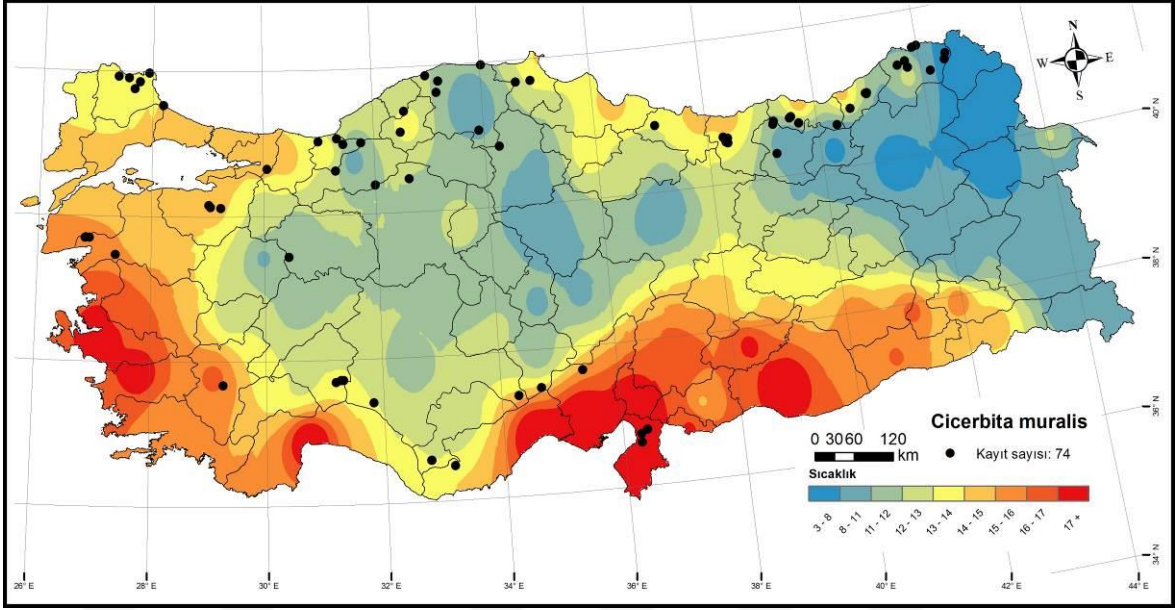 N
W E
S
40° N
38° N
36° N
34° N
Cicerbita muralis
0 30 60 120
km
Kayıt sayısı: 74
Sıcaklık
3 - 8
8 - 11
11 - 12
12 - 13
13 - 14
14 - 15
15 - 16
16 - 17
17 +
26° E
28° E
30° E
32° E
34° E
36° E
38° E
40° E
42° E
44° E